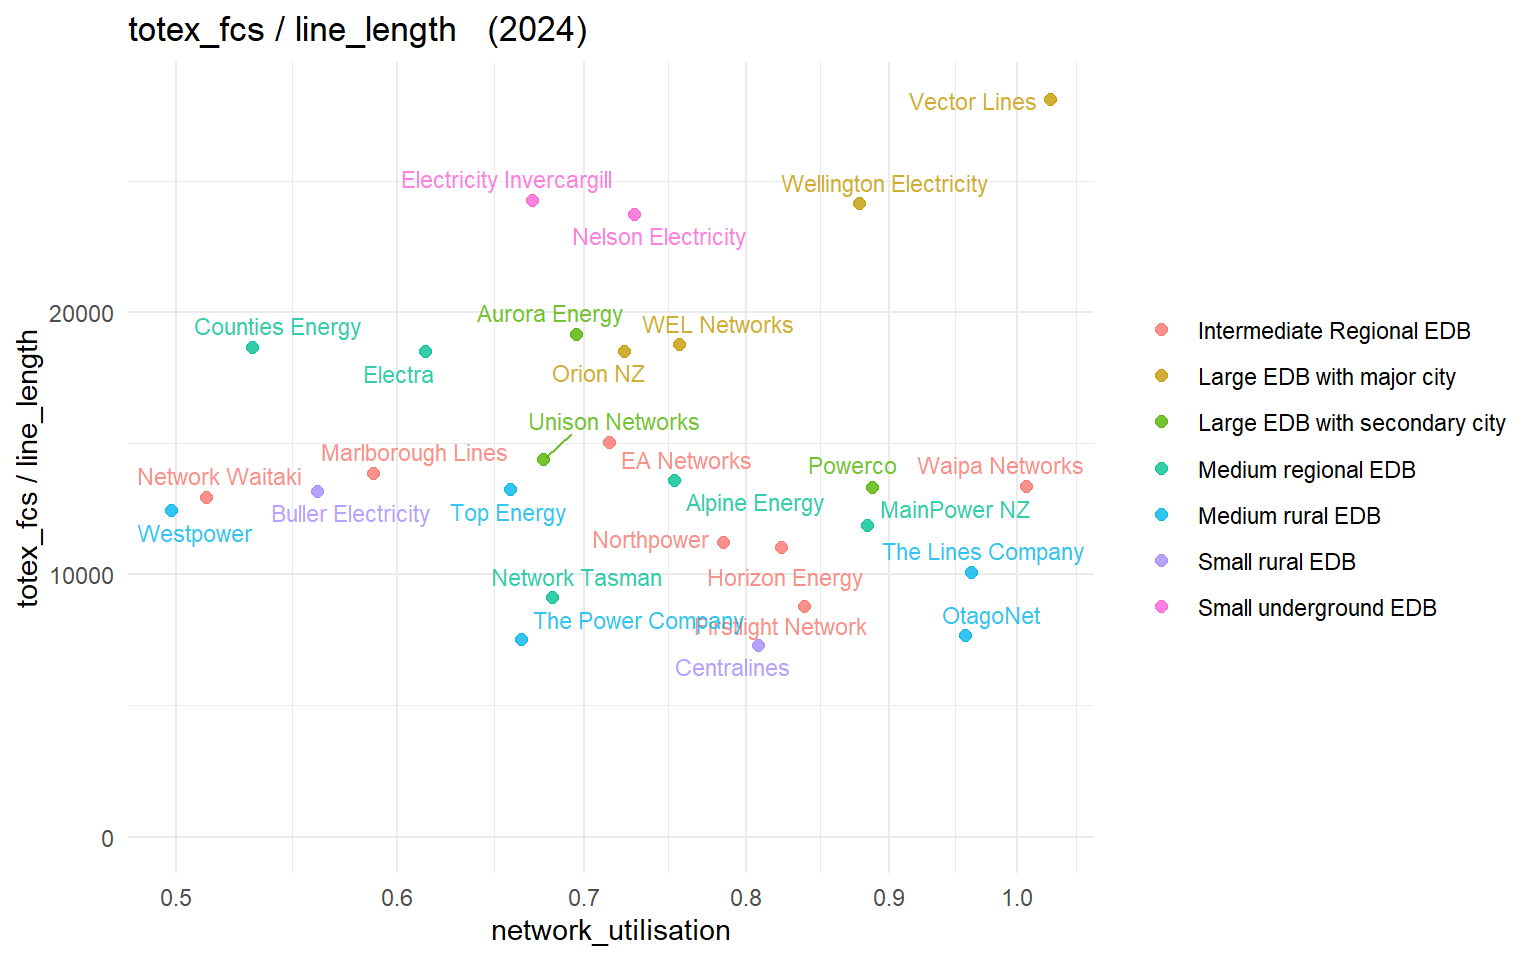 totex_fcs / line_length (2024)
Vector Lines
Electricity Invercargill
Wellington Electricity
Nelson Electricity
20000
Counties Energy
Aurora Energy
WEL Networks
Electra
Orion NZ
Unison Networks
Marlborough Lines
EA Networks
Powerco
Waipa Networks
Network Waitaki
Buller Electricity
Top Energy
Alpine Energy
MainPower NZ
Westpower
Northpower
The Lines Company
10000
Network Tasman
Horizon Energy
The Power Company
Firstlight Network
OtagoNet
Centralines
0
0.5
0.6
0.7
0.8
0.9
1.0
network_utilisation
totex_fcs / line_length
Intermediate Regional EDB
Large EDB with major city
Large EDB with secondary city
Medium regional EDB
Medium rural EDB
Small rural EDB
Small underground EDB